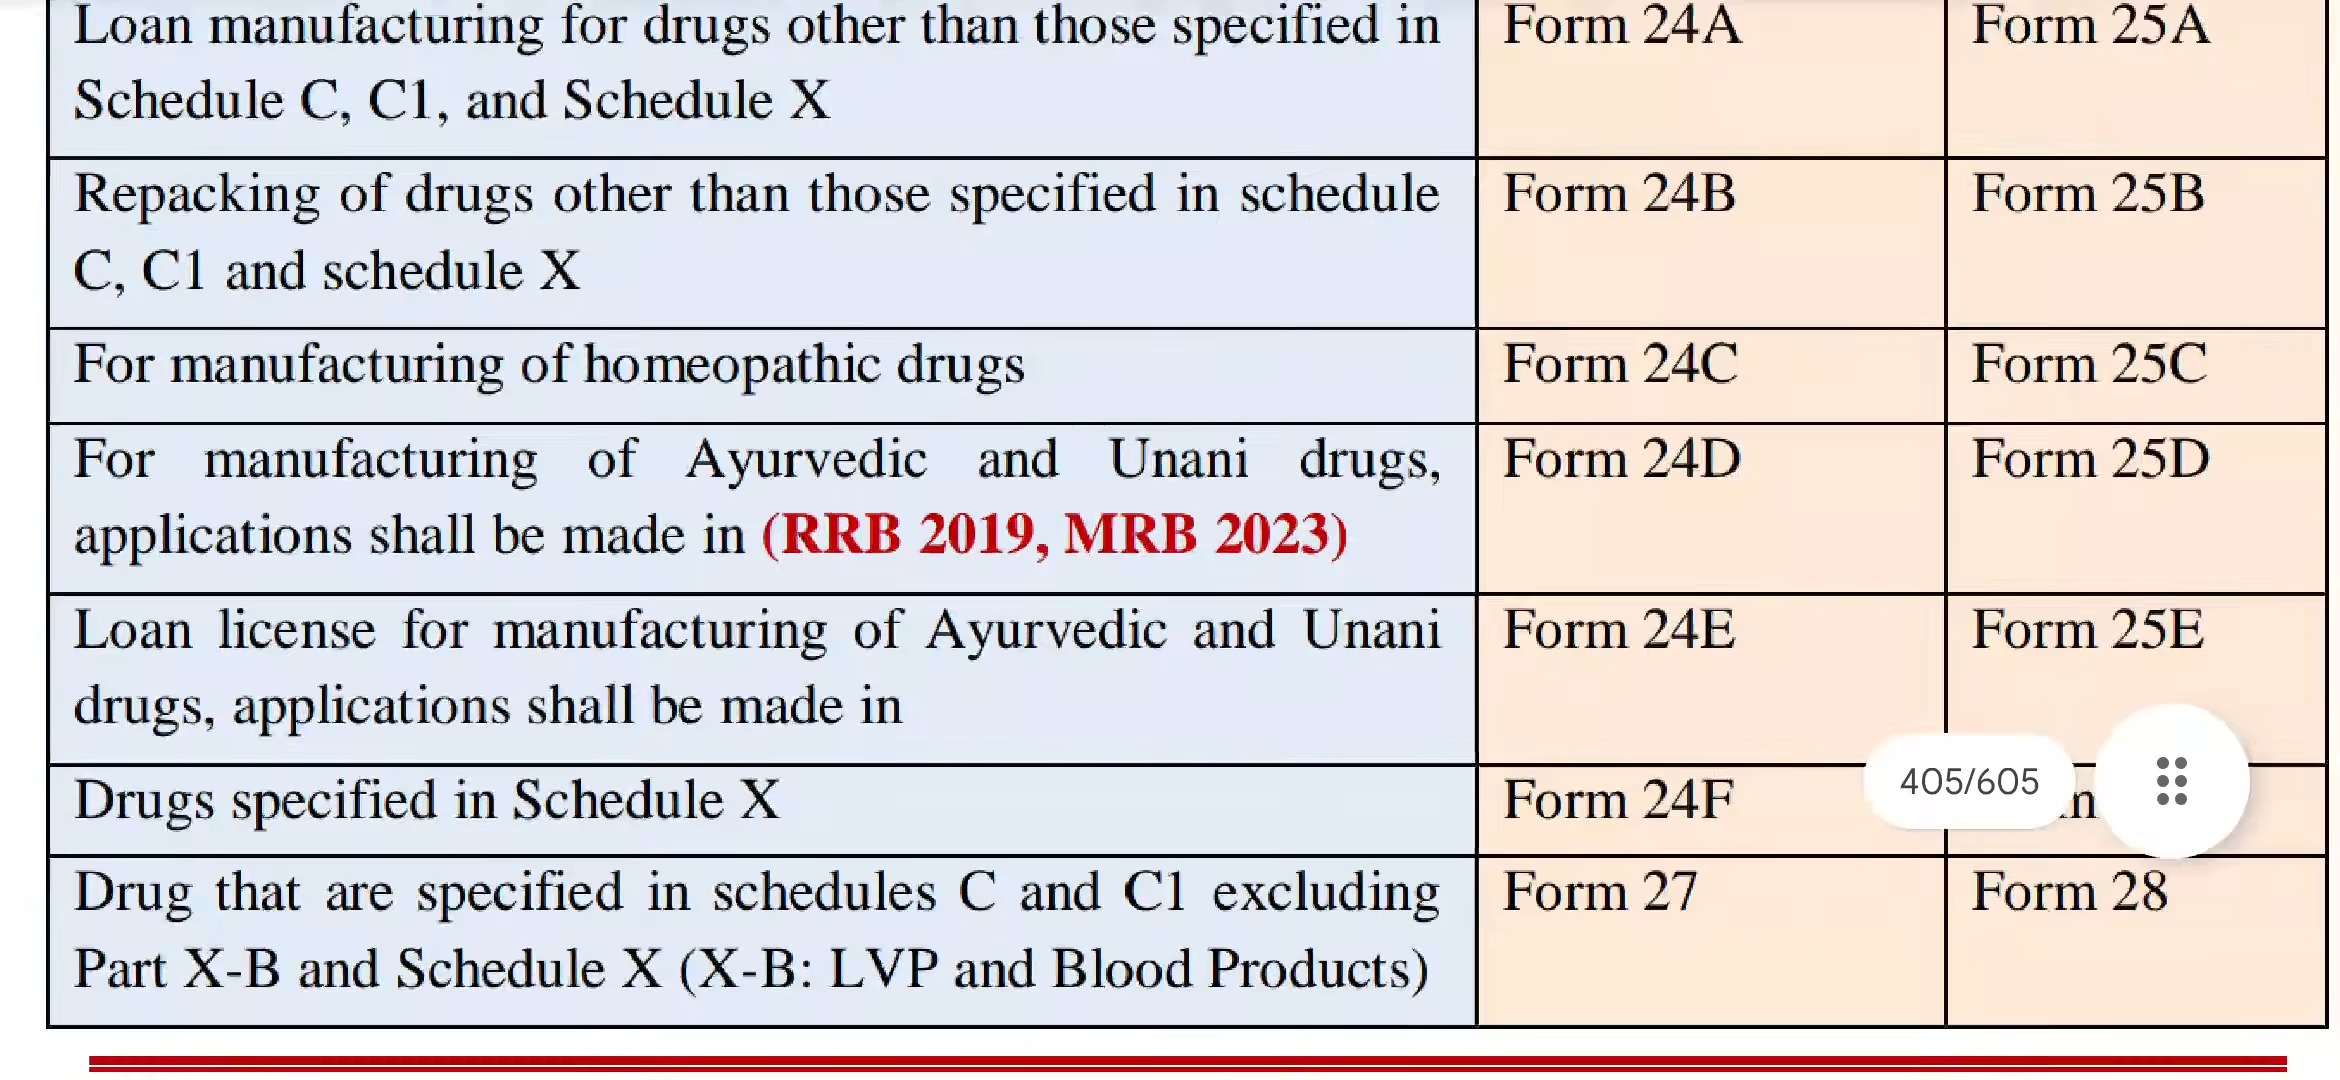 Loan manufacturing for drugs other than those specified in Form 24A Form 25A
Schedule C, C1, and Schedule X
Repacking of drugs other than those specified in schedule Form 24B Form 25B
C, C1 and schedule X
For manufacturing of homeopathic drugs Form 24C Form 25C
For manufacturing of Ayurvedic and Unani drugs, Form 24D Form 25D
applications shall be made in (RRB 2019, MRB 2023)
Loan license for manufacturing of Ayurvedic and Unani Form 24E Form 25E
drugs, applications shall be made in
Drugs specified in Schedule X Form 24F
405/605
Drug that are specified in schedules C and C1 excluding Form 27 Form 28
Part X-B and Schedule X (X-B: LVP and Blood Products)